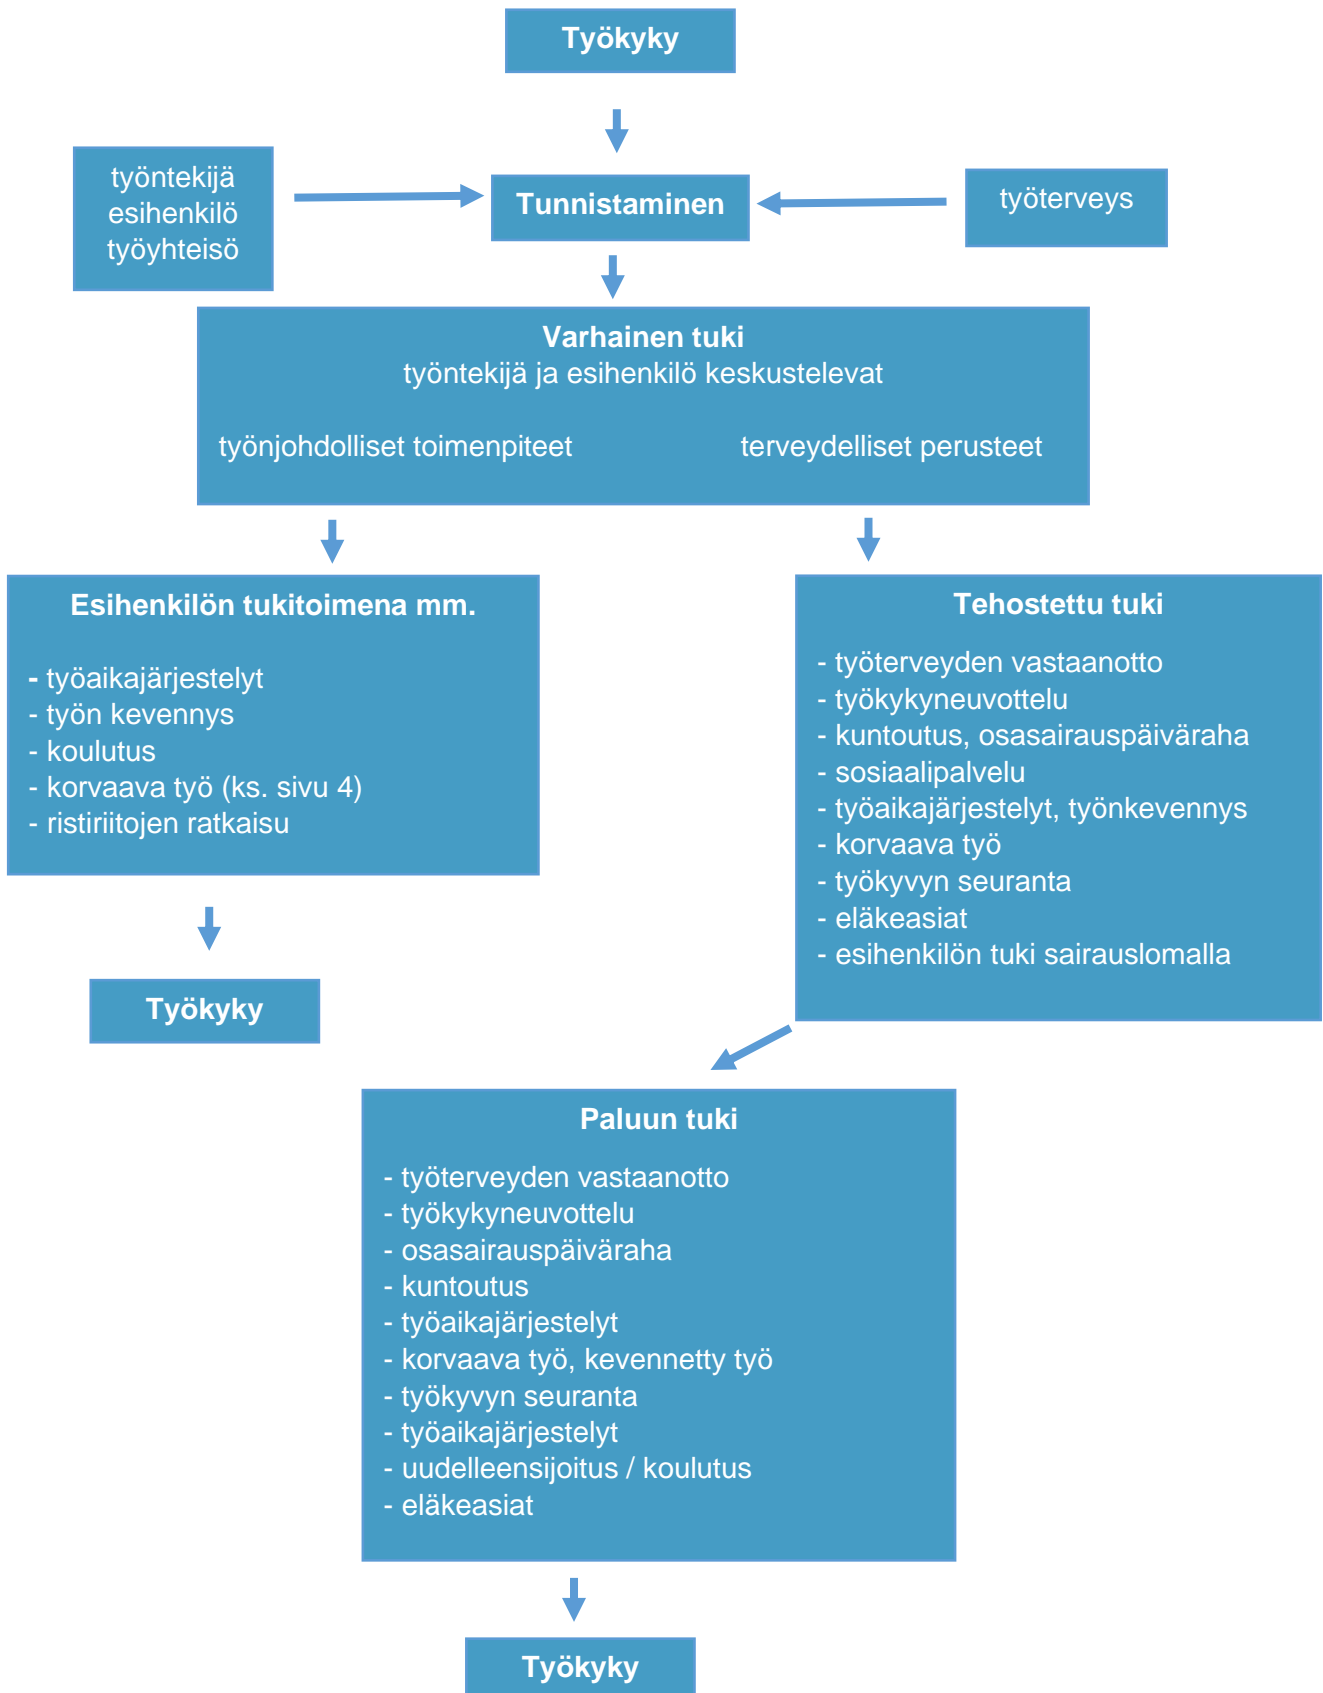 Työkyky
työntekijä
esihenkilö
työyhteisö
Tunnistaminen
työterveys
Varhainen tuki
työntekijä ja esihenkilö keskustelevat
työnjohdolliset toimenpiteet terveydelliset perusteet
Esihenkilön tukitoimena mm.
- työaikajärjestelyt
- työn kevennys
- koulutus
- korvaava työ (ks. sivu 4)
- ristiriitojen ratkaisu
Työkyky
Tehostettu tuki
- työterveyden vastaanotto
- työkykyneuvottelu
- kuntoutus, osasairauspäiväraha
- sosiaalipalvelu
- työaikajärjestelyt, työnkevennys
- korvaava työ
- työkyvyn seuranta
- eläkeasiat
- esihenkilön tuki sairauslomalla
Paluun tuki
- työterveyden vastaanotto
- työkykyneuvottelu
- osasairauspäiväraha
- kuntoutus
- työaikajärjestelyt
- korvaava työ, kevennetty työ
- työkyvyn seuranta
- työaikajärjestelyt
- uudelleensijoitus / koulutus
- eläkeasiat
Työkyky